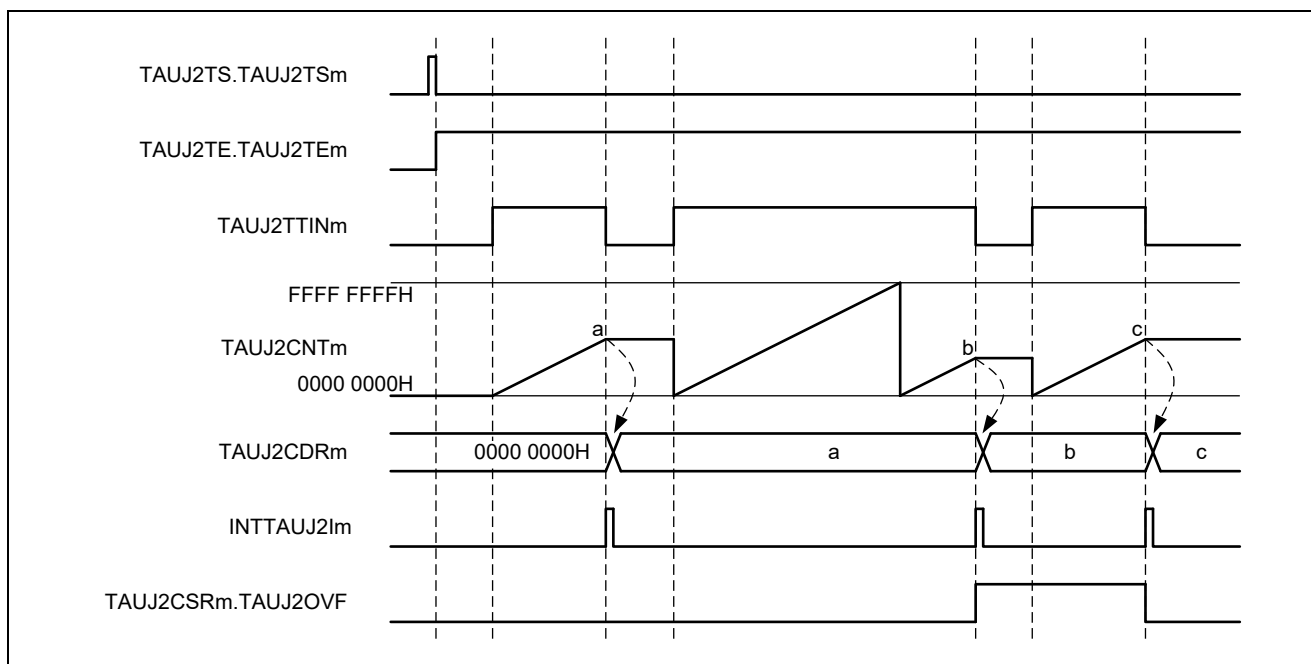 TAUJ2TS.TAUJ2TSm
TAUJ2TE.TAUJ2TEm
TAUJ2TTINm
FFFF FFFFH
a
b
c
TAUJ2CNTm
0000 0000H
TAUJ2CDRm
0000 0000H
a
b
c
INTTAUJ2Im
TAUJ2CSRm.TAUJ2OVF